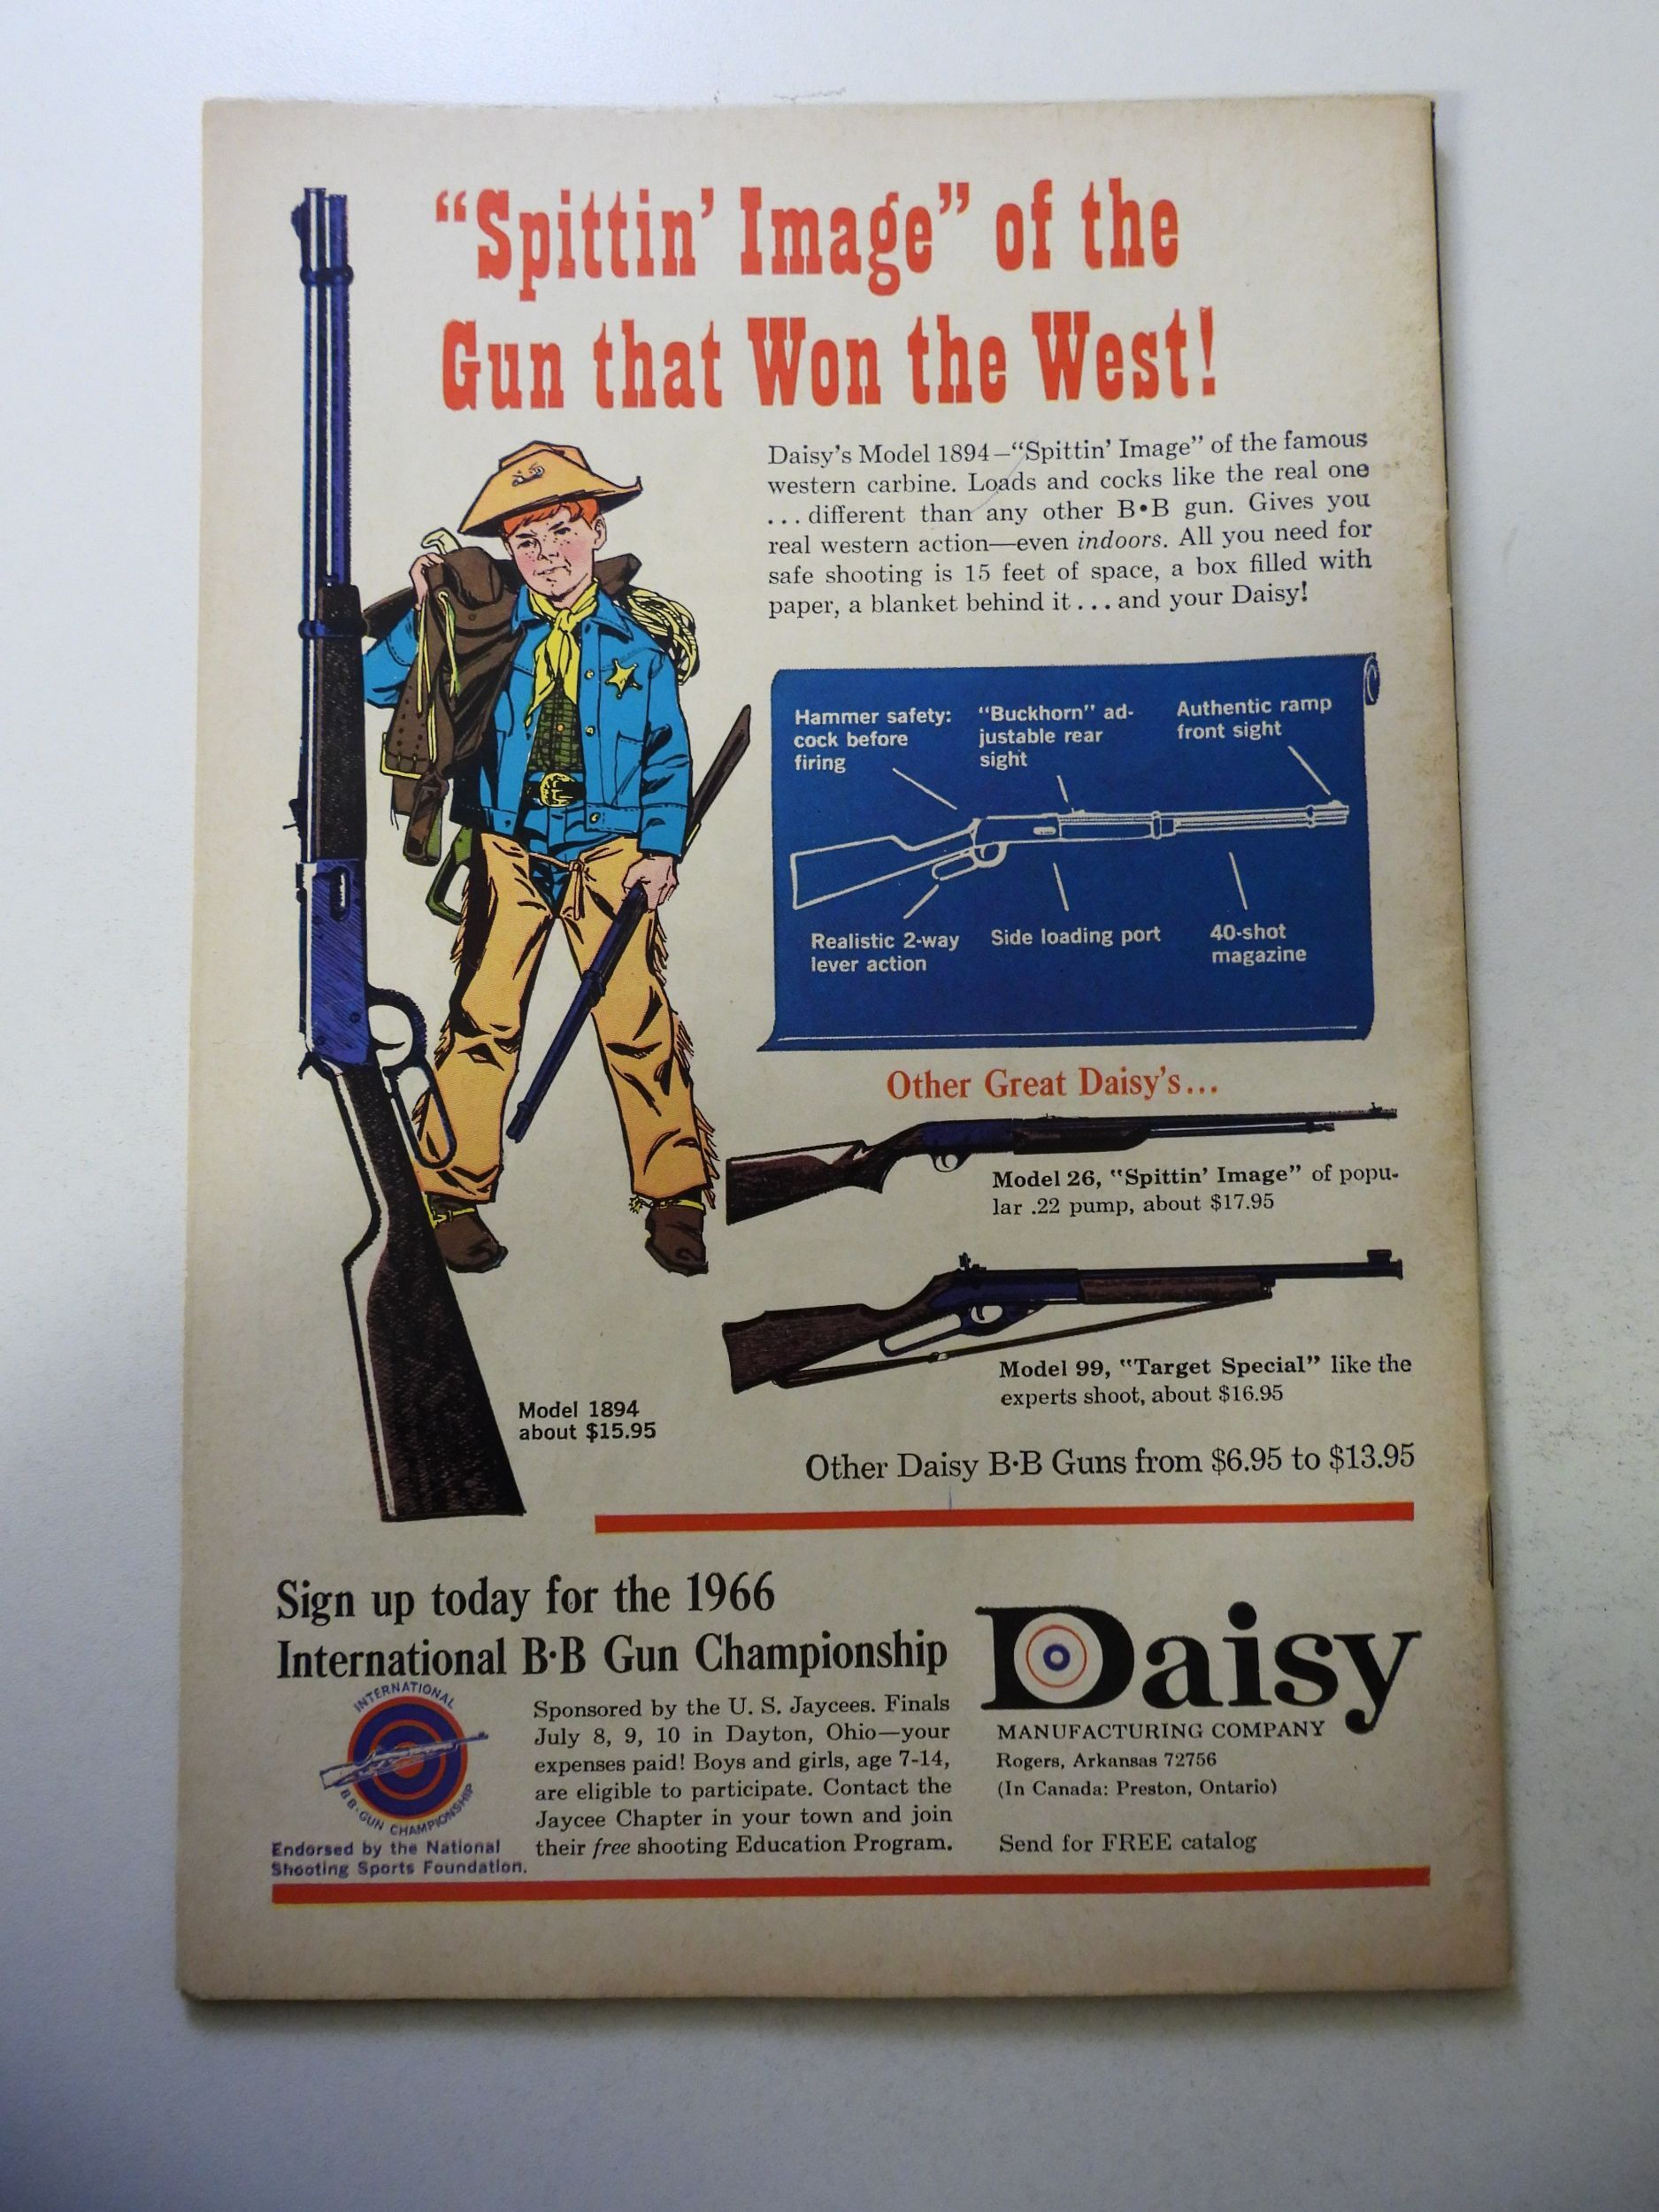 “Spittin’ Image” of the
Gun that Won the West!
Daisy’s Model 1894—“Spittin’ Image” of the famous
western carbine. Loads and cocks like the real one
... different than any other B•B gun. Gives you
real western action—even indoors. All you need for
safe shooting is 15 feet of space, a box filled with
paper, a blanket behind it ... and your Daisy!
Hammer safety:
cock before
firing
“Buckhorn” ad-
justable rear
sight
Authentic ramp
front sight
Realistic 2-way
lever action
Side loading port
40-shot
magazine
Other Great Daisy’s...
Model 26, “Spittin’ Image” of popu-
lar .22 pump, about $17.95
Model 99, “Target Special” like the
experts shoot, about $16.95
Model 1894
about $15.95
Other Daisy B·B Guns from $6.95 to $13.95
Sign up today for the 1966
International B·B Gun Championship
INTERNATIONAL
BB·GUN CHAMPIONSHIP
Endorsed by the National
Shooting Sports Foundation.
Sponsored by the U. S. Jaycees. Finals
July 8, 9, 10 in Dayton, Ohio—your
expenses paid! Boys and girls, age 7-14,
are eligible to participate. Contact the
Jaycee Chapter in your town and join
their free shooting Education Program.
Daisy
MANUFACTURING COMPANY
Rogers, Arkansas 72756
(In Canada: Preston, Ontario)
Send for FREE catalog